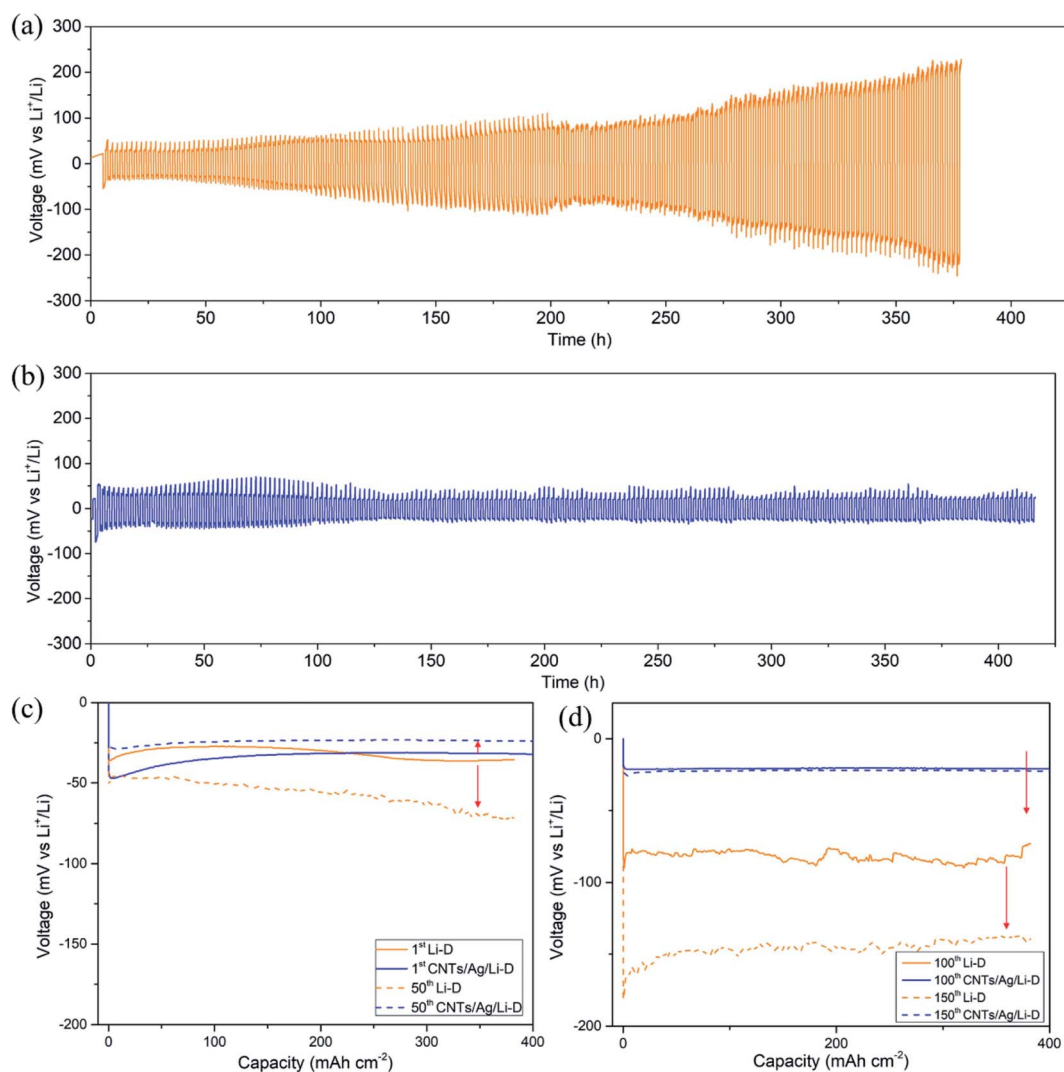 (a)
Voltage (mV vs Li⁺/Li)
300
200
100
0
-100
-200
-300
0 50 100 150 200 250 300 350 400
Time (h)
(b)
Voltage (mV vs Li⁺/Li)
300
200
100
0
-100
-200
-300
0 50 100 150 200 250 300 350 400
Time (h)
(c)
Voltage (mV vs Li⁺/Li)
0
-50
-100
-150
-200
1ˢᵗ Li-D
1ˢᵗ CNTs/Ag/Li-D
50ᵗʰ Li-D
50ᵗʰ CNTs/Ag/Li-D
0 100 200 300 400
Capacity (mAh cm⁻²)
(d)
Voltage (mV vs Li⁺/Li)
0
-100
-200
100ᵗʰ Li-D
100ᵗʰ CNTs/Ag/Li-D
150ᵗʰ Li-D
150ᵗʰ CNTs/Ag/Li-D
0 200 400
Capacity (mAh cm⁻²)